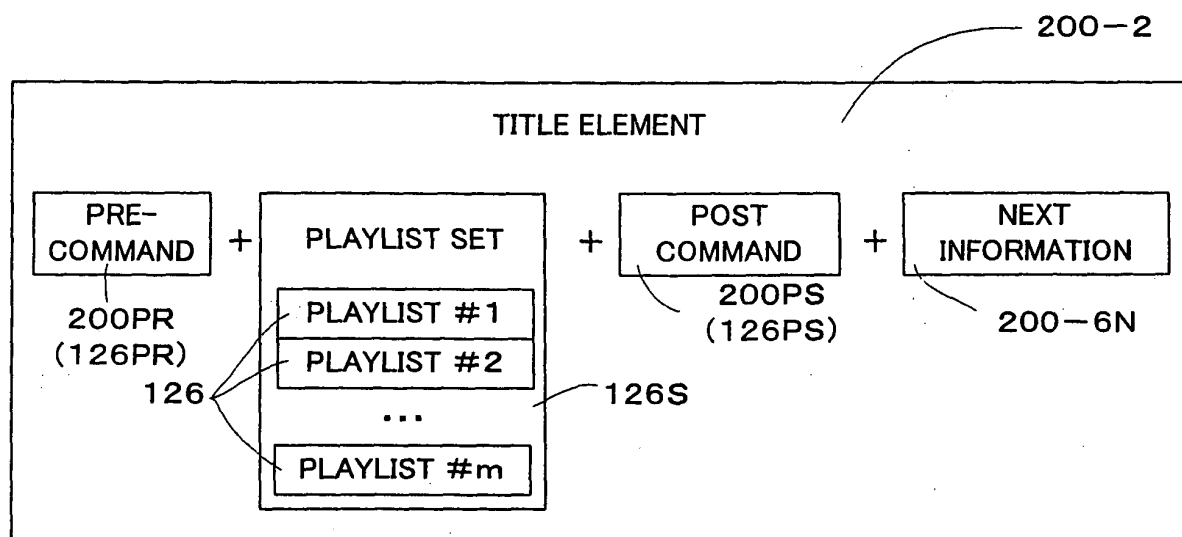 200-2
TITLE ELEMENT
PRE-
COMMAND
+
PLAYLIST SET
+
POST
COMMAND
+
NEXT
INFORMATION
200PR
(126PR)
200PS
(126PS)
200-6N
PLAYLIST #1
PLAYLIST #2
126
126S
...
PLAYLIST #m